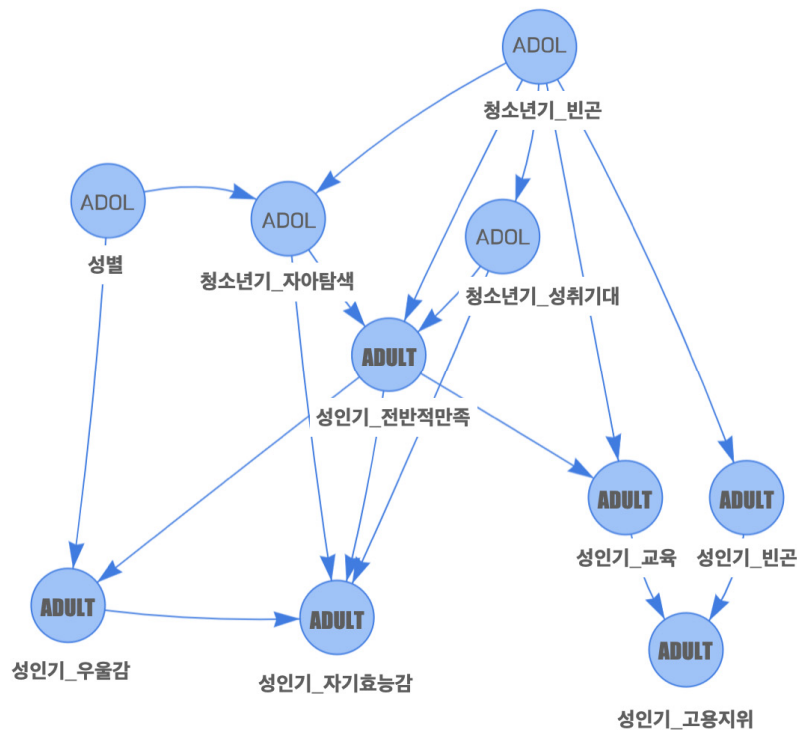 ADOL
청소년기_빈곤
ADOL
성별
ADOL
청소년기_자아탐색
ADOL
청소년기_성취기대
ADULT
성인기_전반적만족
ADULT
성인기_교육
ADULT
성인기_빈곤
ADULT
성인기_우울감
ADULT
성인기_자기효능감
ADULT
성인기_고용지위